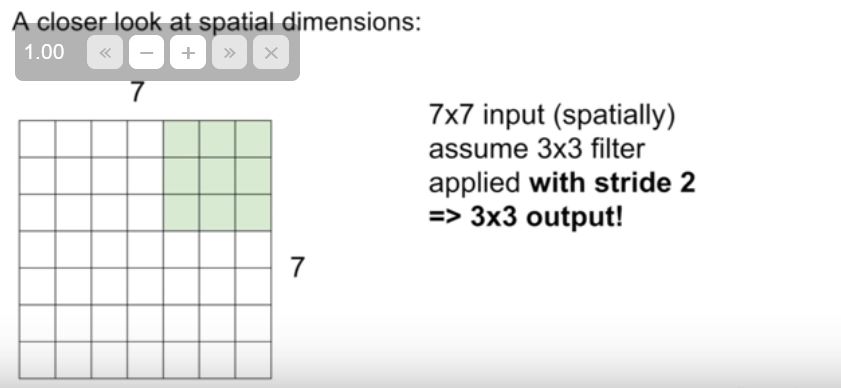 A closer look at spatial dimensions:
1.00 « − + » ×
7
7x7 input (spatially)
assume 3x3 filter
applied with stride 2
=> 3x3 output!
7